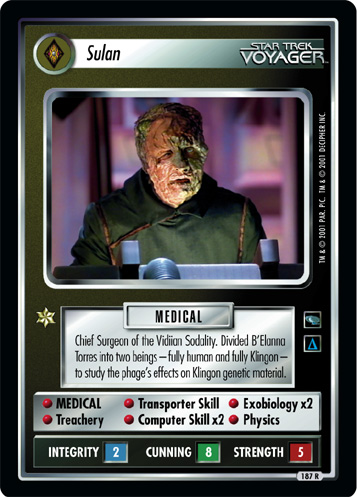 Sulan
STAR TREK
VOYAGER
TM & © 2001 PAR. PIC. TM & © 2001 DECIPHER INC.
MEDICAL
Chief Surgeon of the Vidiian Sodality. Divided B'Elanna
Torres into two beings – fully human and fully Klingon –
to study the phage's effects on Klingon genetic material.
MEDICAL Transporter Skill Exobiology x2
Treachery Computer Skill x2 Physics
INTEGRITY 2 CUNNING 8 STRENGTH 5
187 R